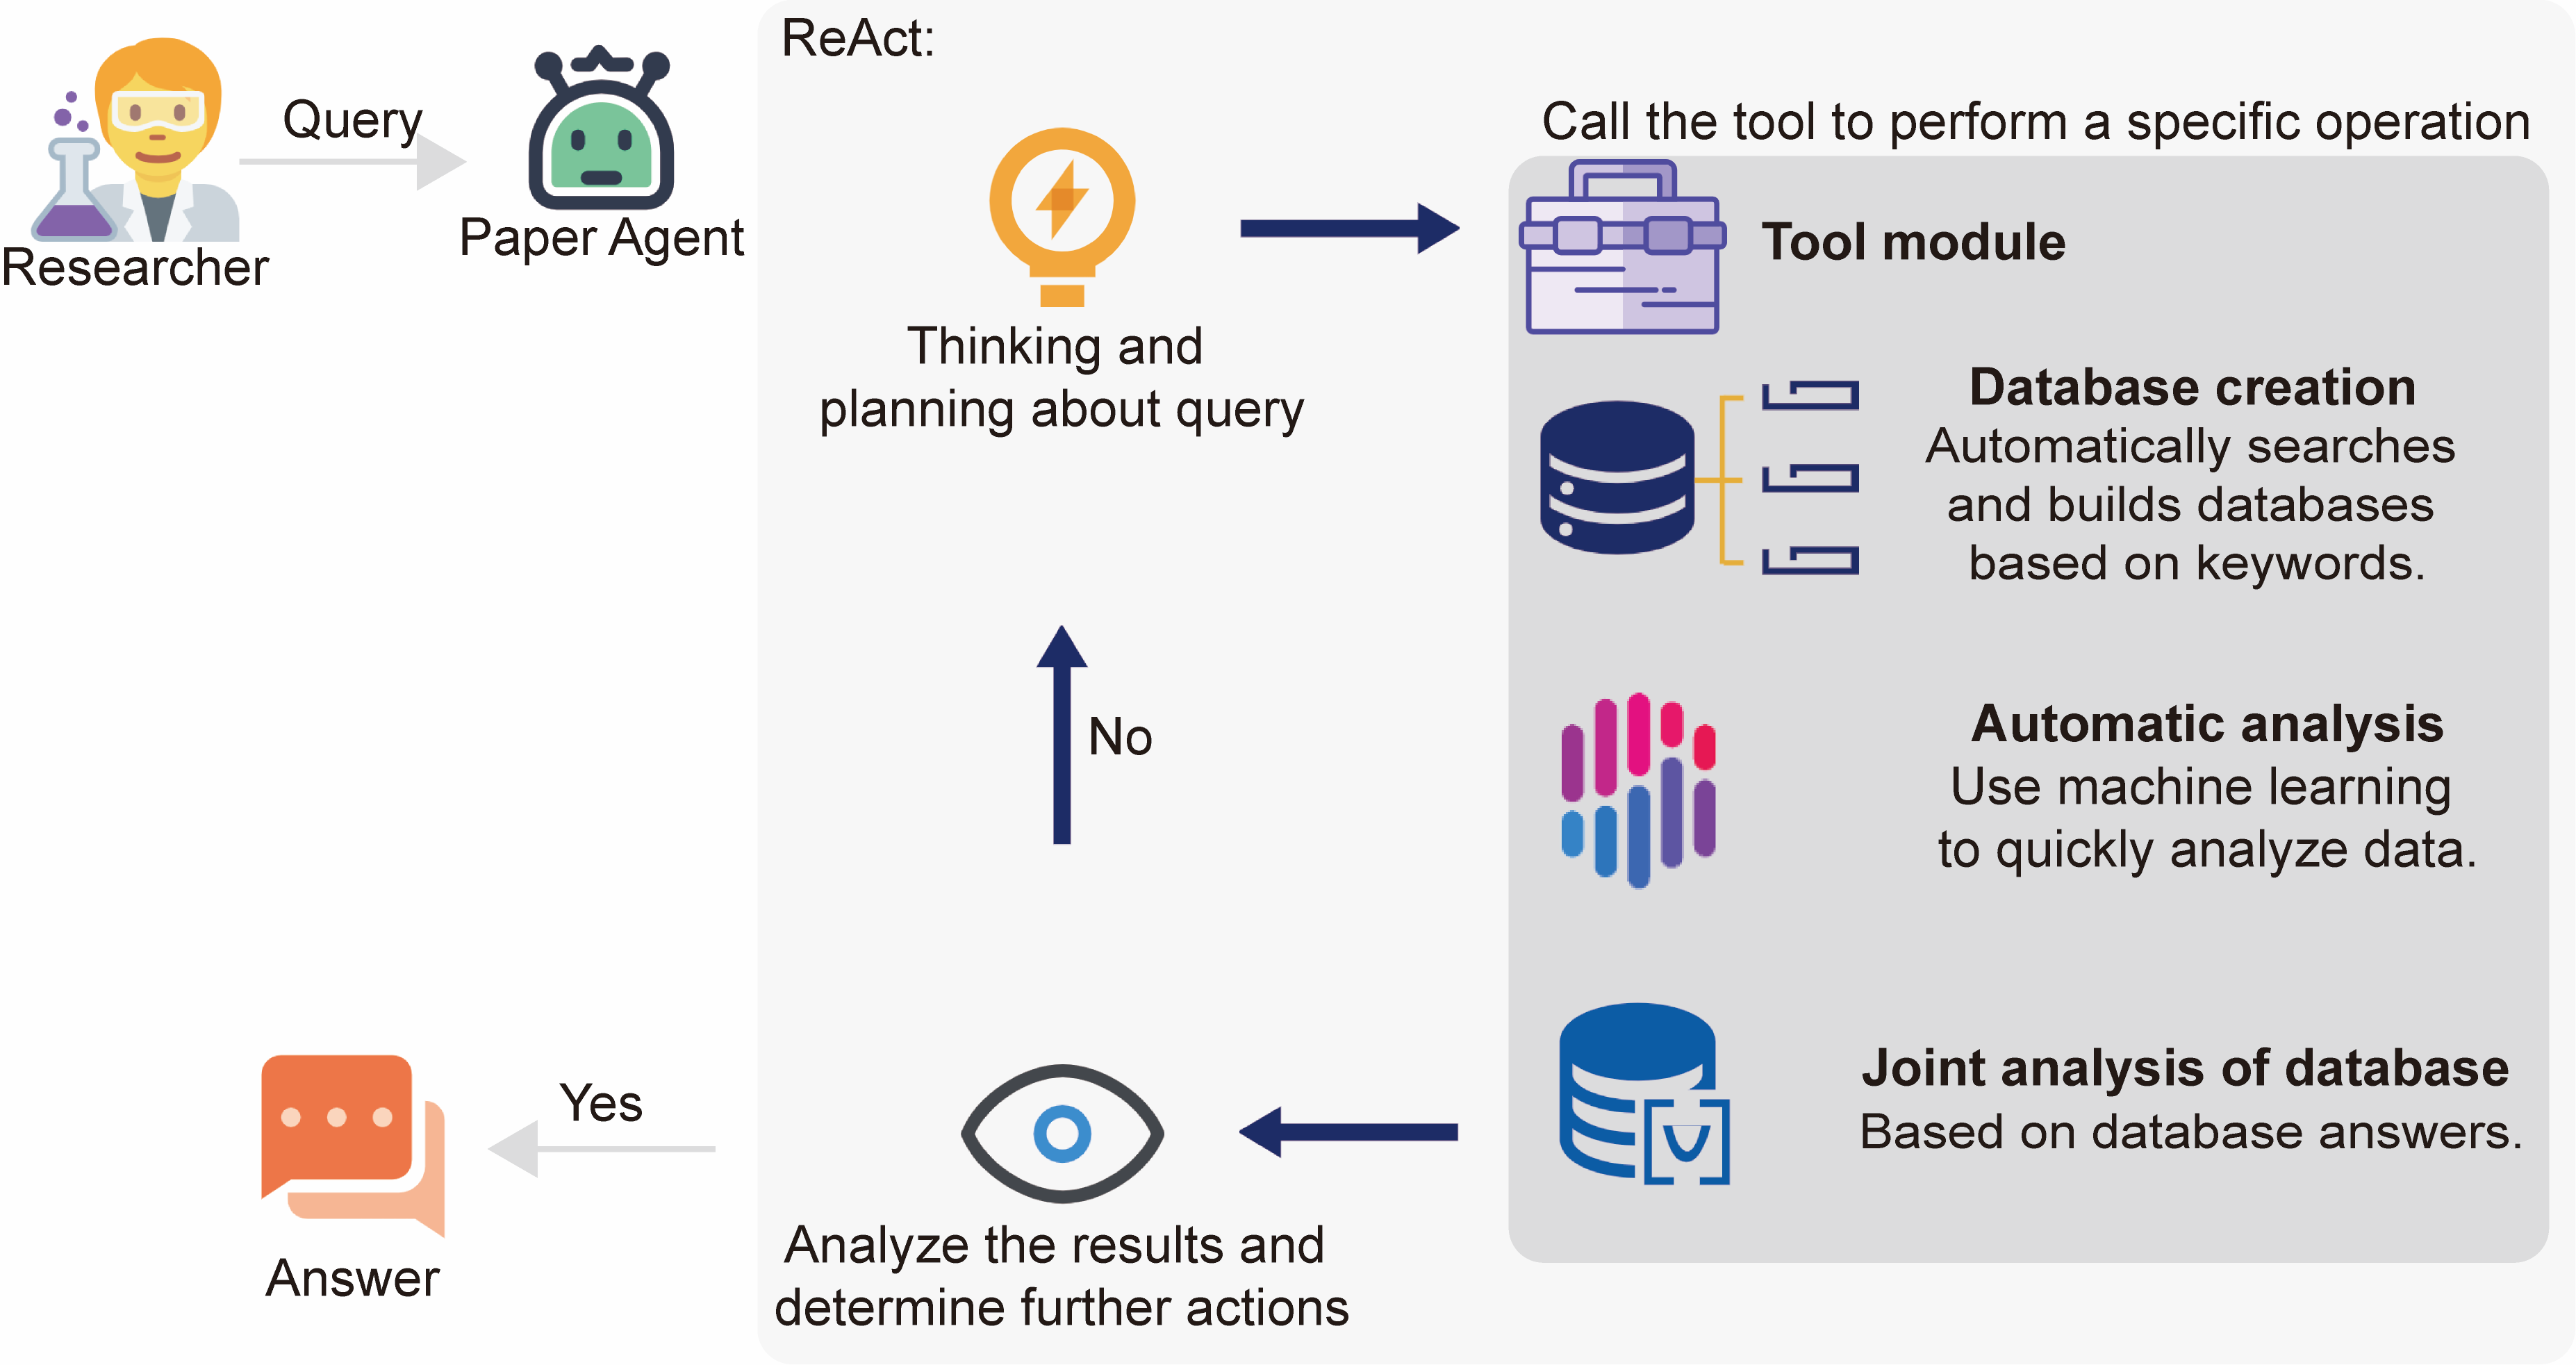 ReAct:
Query
Researcher
Paper Agent
Thinking and
planning about query
Call the tool to perform a specific operation
Tool module
Database creation
Automatically searches
and builds databases
based on keywords.
Automatic analysis
Use machine learning
to quickly analyze data.
Joint analysis of database
Based on database answers.
No
Analyze the results and
determine further actions
Yes
Answer